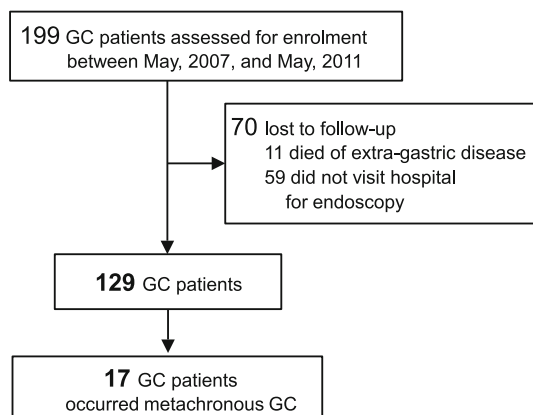 199 GC patients assessed for enrolment
between May, 2007, and May, 2011
70 lost to follow-up
11 died of extra-gastric disease
59 did not visit hospital
for endoscopy
129 GC patients
17 GC patients
occurred metachronous GC